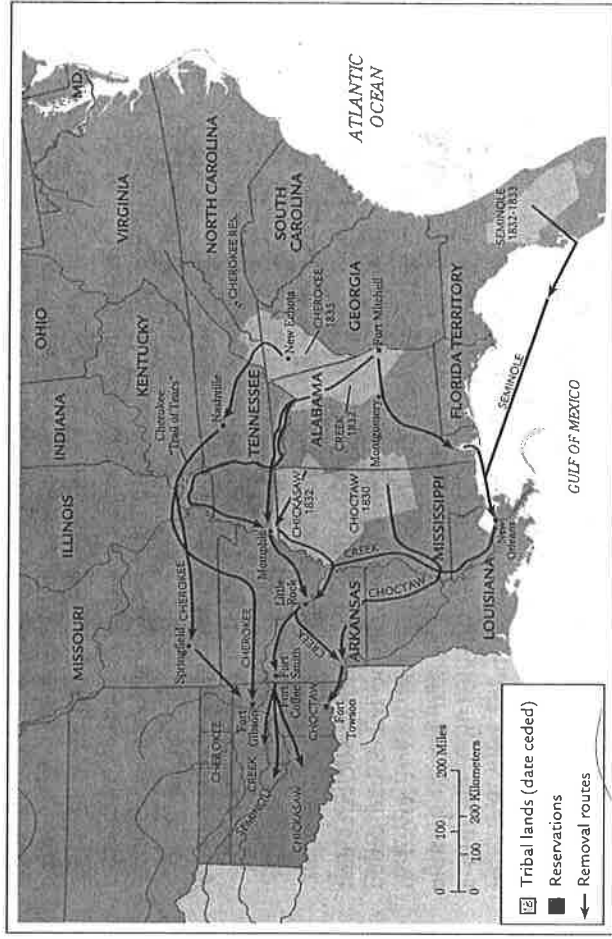 OHIO
INDIANA
ILLINOIS
MISSOURI
MD.
VIRGINIA
KENTUCKY
Cherokee
"Trail of Tears"
CHEROKEE
Springfield
NORTH CAROLINA
CHEROKEE RES.
TENNESSEE
Nashville
SOUTH
CAROLINA
New Echota
CHEROKEE
1835
GEORGIA
Fort Mitchell
ALABAMA
CREEK
1832
Montgomery
Memphis
CHICKASAW
1832
CHOCTAW
1830
MISSISSIPPI
CHEROKEE
Little
Rock
ARKANSAS
CREEK
CREEK
CHOCTAW
Fort
Smith
Fort
Coffee
Fort
Gibson
CHEROKEE
CREEK
SEMINOLE
CHICKASAW
CHOCTAW
Fort
Towson
LOUISIANA
New
Orleans
FLORIDA TERRITORY
SEMINOLE
1832-1833
SEMINOLE
ATLANTIC
OCEAN
GULF OF MEXICO
0 100 200 Miles
0 100 200 Kilometers
Tribal lands (date ceded)
Reservations
Removal routes